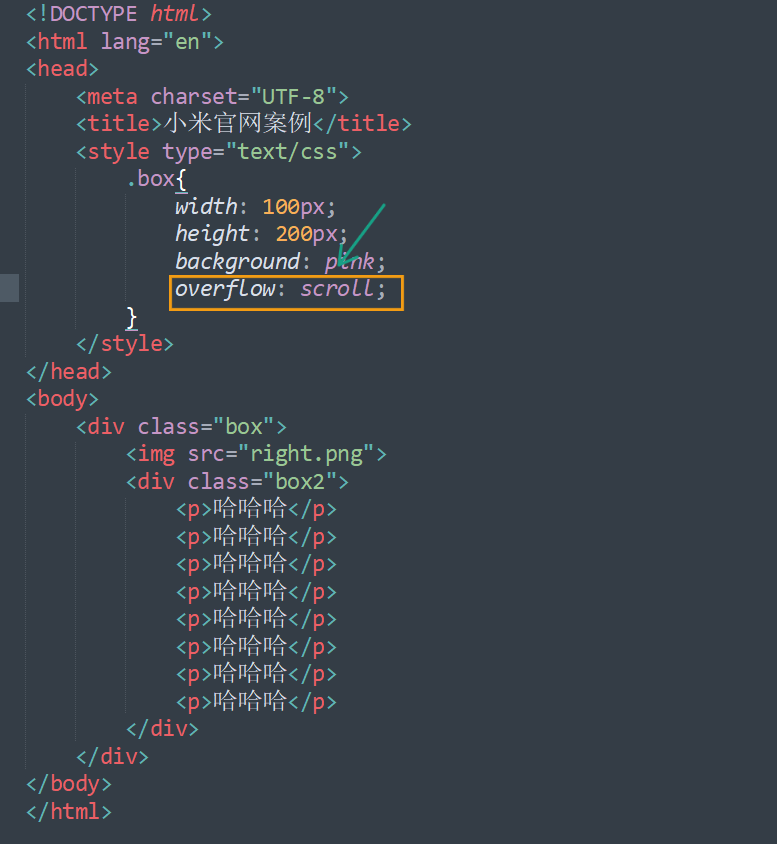 <!DOCTYPE html>
<html lang="en">
<head>
    <meta charset="UTF-8">
    <title>小米官网案例</title>
    <style type="text/css">
        .box{
            width: 100px;
            height: 200px;
            background: pink;
            overflow: scroll;
        }
    </style>
</head>
<body>
    <div class="box">
        <img src="right.png">
        <div class="box2">
            <p>哈哈哈</p>
            <p>哈哈哈</p>
            <p>哈哈哈</p>
            <p>哈哈哈</p>
            <p>哈哈哈</p>
            <p>哈哈哈</p>
            <p>哈哈哈</p>
            <p>哈哈哈</p>
        </div>
    </div>
</body>
</html>